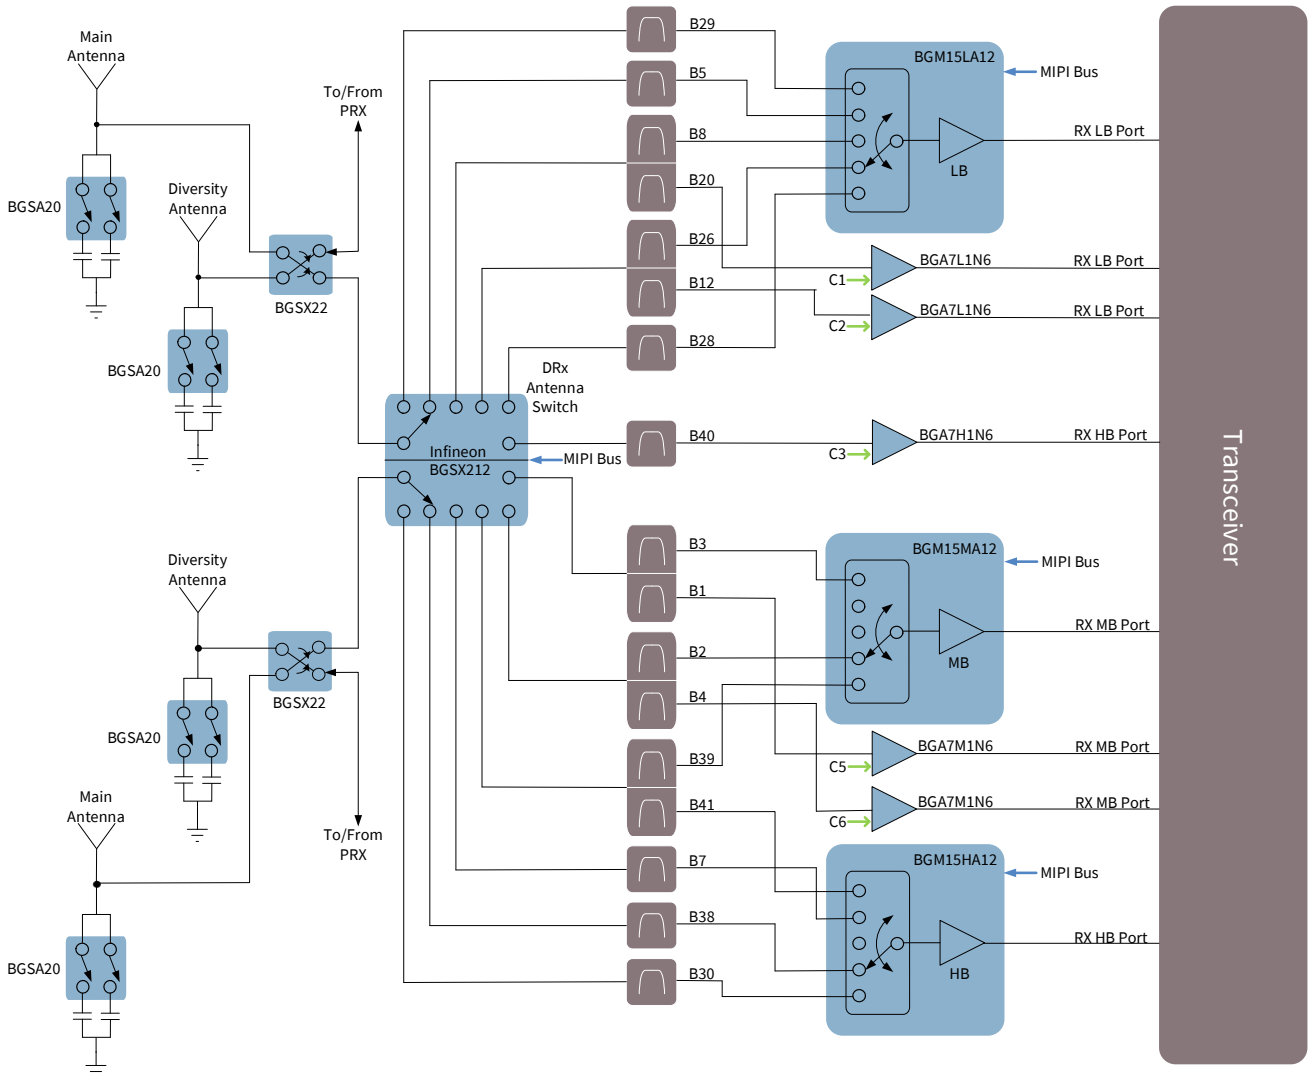 Main
Antenna
BGSA20
Diversity
Antenna
BGSA20
To/From
PRX
BGSX22
DRx
Antenna
Switch
Infineon
BGSX212
MIPI Bus
Diversity
Antenna
BGSA20
BGSX22
Main
Antenna
To/From
PRX
BGSA20
B29
B5
B8
B20
B26
B12
B28
B40
B3
B1
B2
B4
B39
B41
B7
B38
B30
BGM15LA12
LB
MIPI Bus
RX LB Port
C1
BGA7L1N6
RX LB Port
C2
BGA7L1N6
RX LB Port
C3
BGA7H1N6
RX HB Port
BGM15MA12
MB
MIPI Bus
RX MB Port
C5
BGA7M1N6
RX MB Port
C6
BGA7M1N6
RX MB Port
BGM15HA12
HB
MIPI Bus
RX HB Port
Transceiver